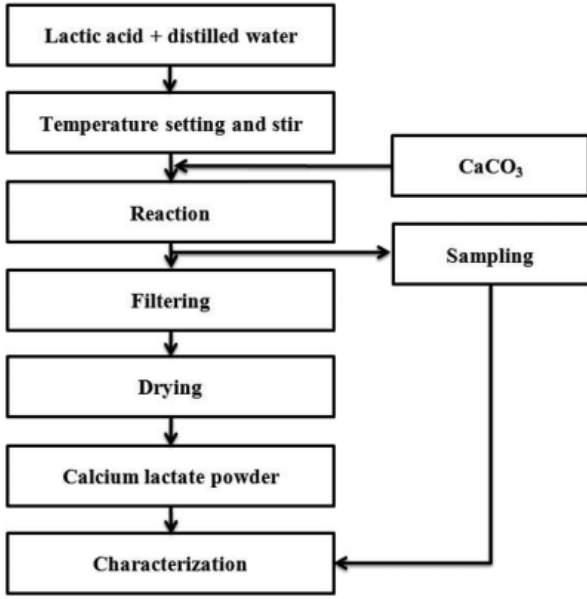 Lactic acid + distilled water
Temperature setting and stir
CaCO₃
Reaction
Sampling
Filtering
Drying
Calcium lactate powder
Characterization